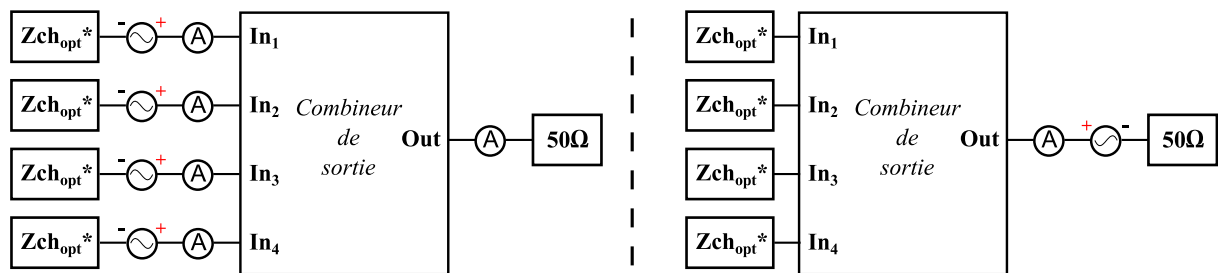 Zchopt* - + A In1
Zchopt* - + A In2
Combineur
de
sortie
Out A 50Ω
Zchopt* - + A In3
Zchopt* - + A In4
Zchopt* In1
Zchopt* In2
Combineur
de
sortie
Out A + - 50Ω
Zchopt* In3
Zchopt* In4